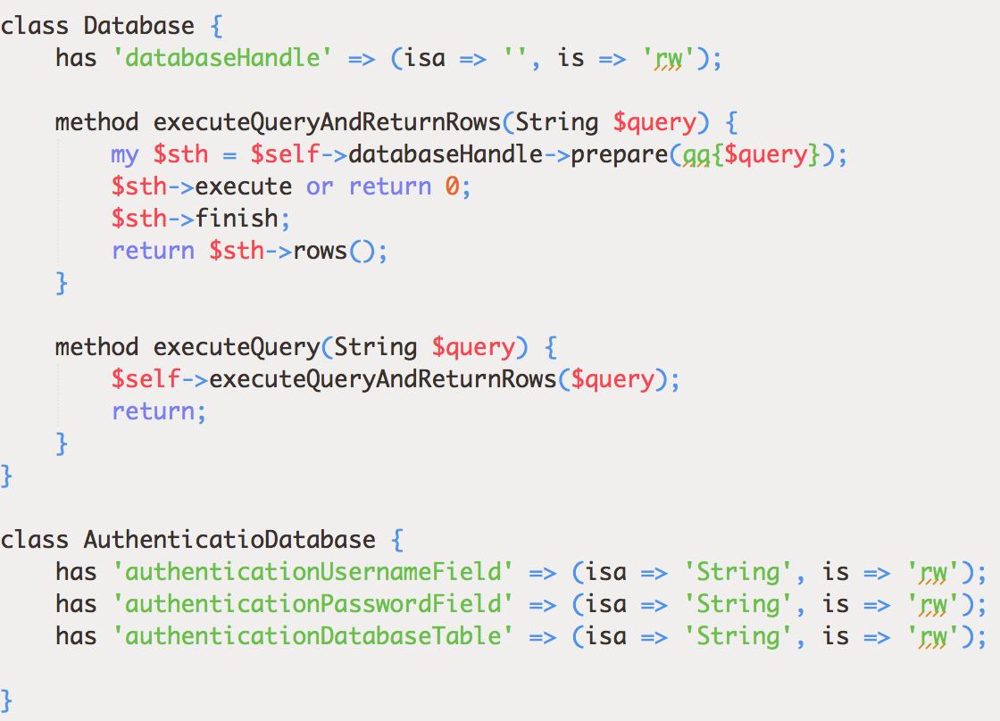 class Database {
    has 'databaseHandle' => (isa => '', is => 'rw');
    method executeQueryAndReturnRows(String $query) {
        my $sth = $self->databaseHandle->prepare(qq{$query});
        $sth->execute or return 0;
        $sth->finish;
        return $sth->rows();
    }
    method executeQuery(String $query) {
        $self->executeQueryAndReturnRows($query);
        return;
    }
}
class AuthenticatioDatabase {
    has 'authenticationUsernameField' => (isa => 'String', is => 'rw');
    has 'authenticationPasswordField' => (isa => 'String', is => 'rw');
    has 'authenticationDatabaseTable' => (isa => 'String', is => 'rw');
}